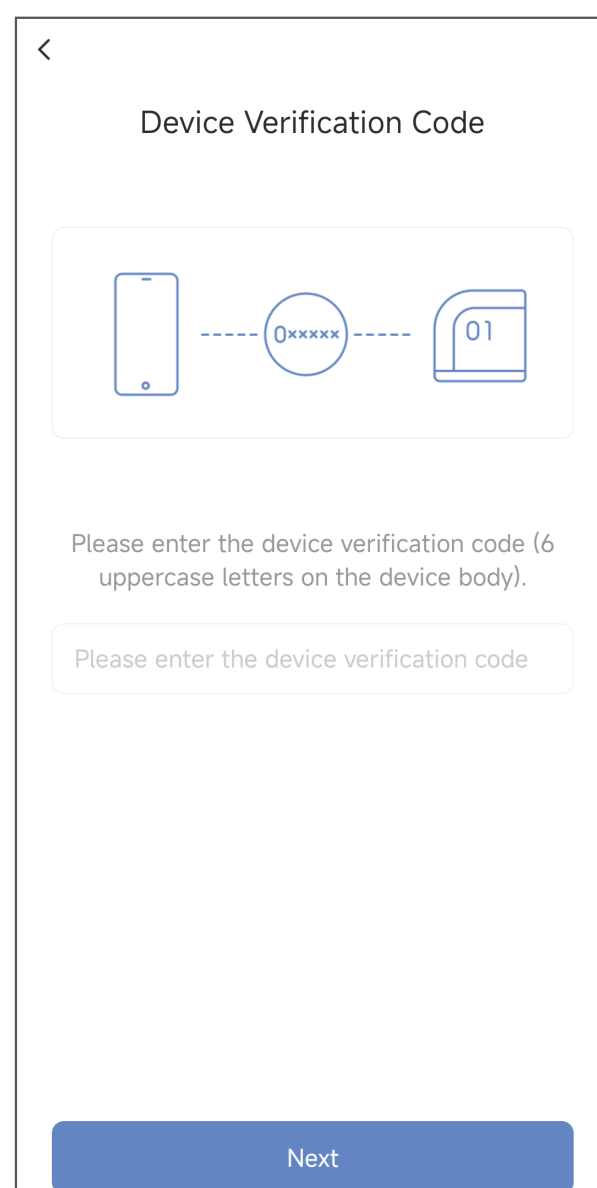 Device Verification Code
0×××××
01
Please enter the device verification code (6
uppercase letters on the device body).
Please enter the device verification code
Next